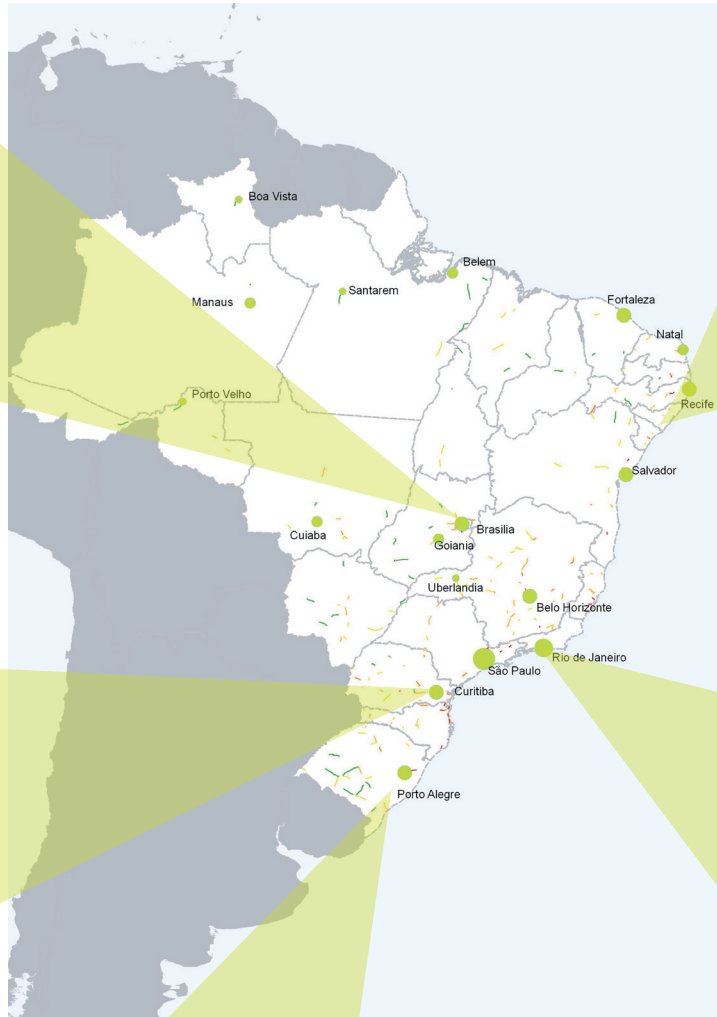 Boa Vista
Belem
Santarem
Manaus
Fortaleza
Natal
Porto Velho
Recife
Salvador
Cuiaba
Brasilia
Goiania
Uberlandia
Belo Horizonte
Rio de Janeiro
São Paulo
Curitiba
Porto Alegre